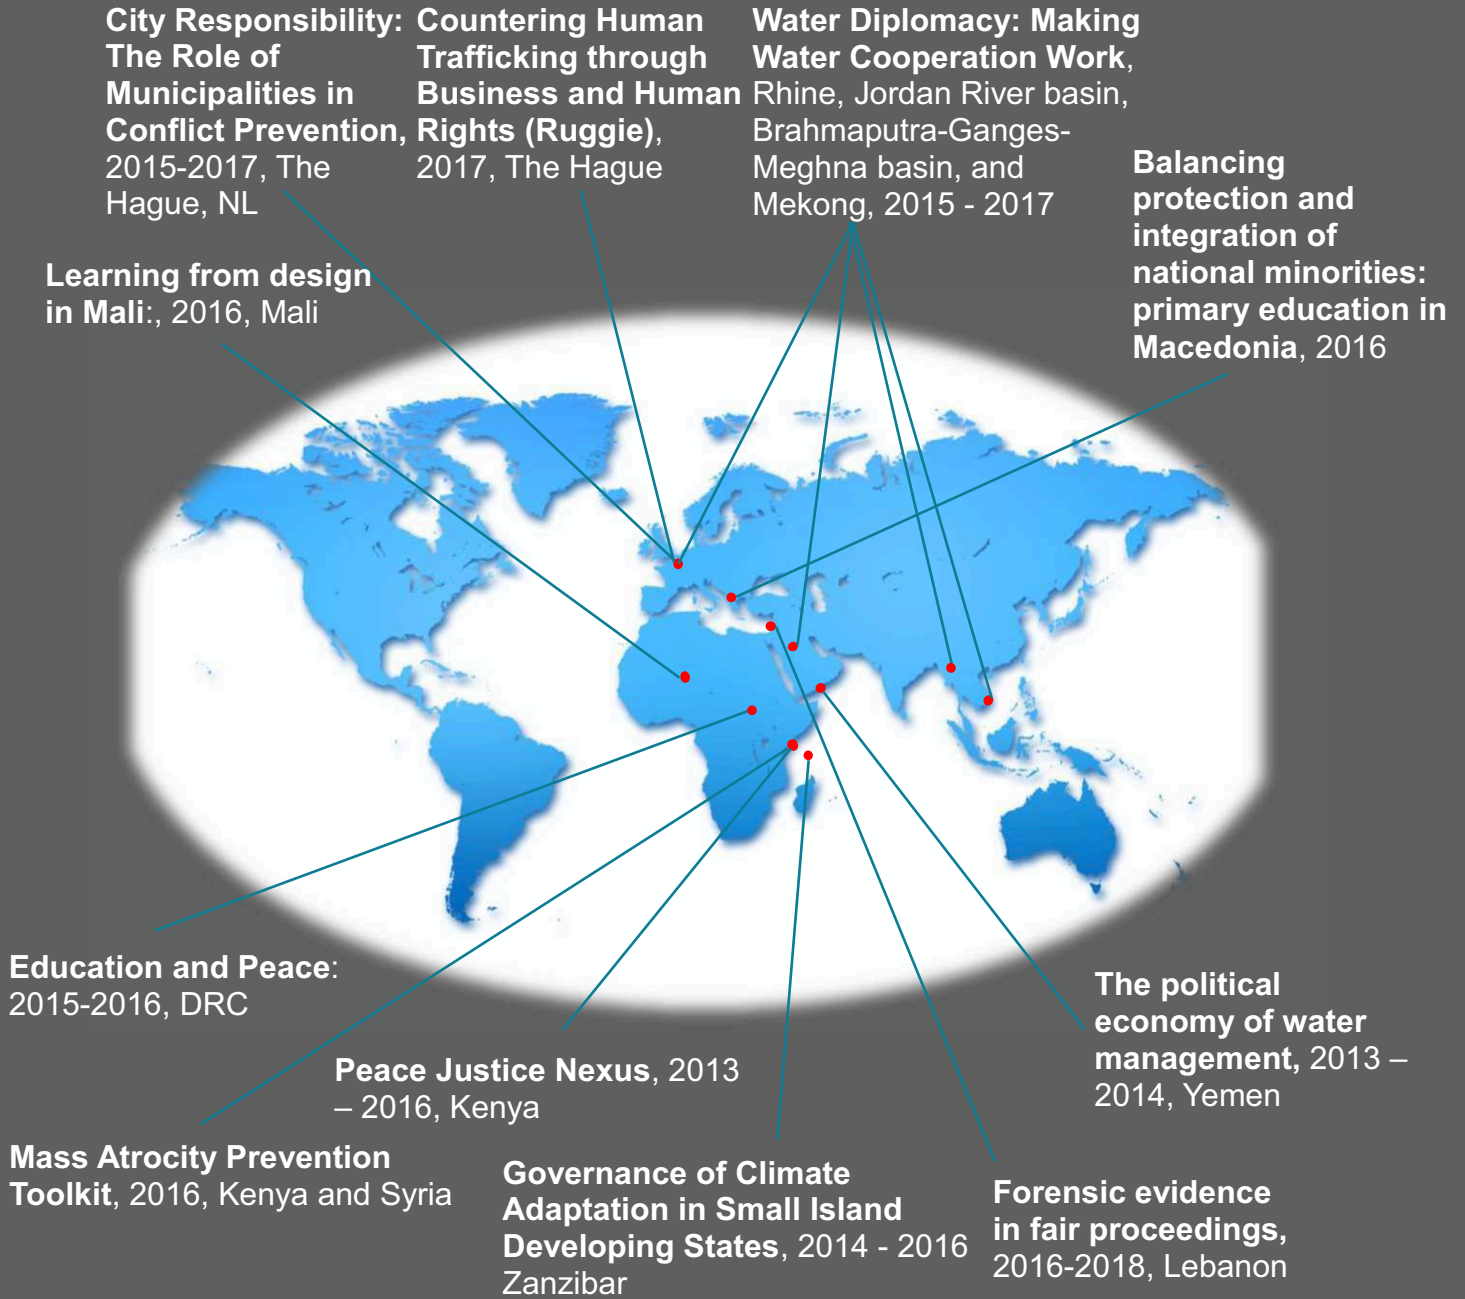 City Responsibility:
The Role of
Municipalities in
Conflict Prevention,
2015-2017, The
Hague, NL
Countering Human
Trafficking through
Business and Human
Rights (Ruggie),
2017, The Hague
Water Diplomacy: Making
Water Cooperation Work,
Rhine, Jordan River basin,
Brahmaputra-Ganges-
Meghna basin, and
Mekong, 2015 - 2017
Balancing
protection and
integration of
national minorities:
primary education in
Macedonia, 2016
Learning from design
in Mali:, 2016, Mali
Education and Peace:
2015-2016, DRC
Peace Justice Nexus, 2013
– 2016, Kenya
Mass Atrocity Prevention
Toolkit, 2016, Kenya and Syria
Governance of Climate
Adaptation in Small Island
Developing States, 2014 - 2016
Zanzibar
The political
economy of water
management, 2013 –
2014, Yemen
Forensic evidence
in fair proceedings,
2016-2018, Lebanon